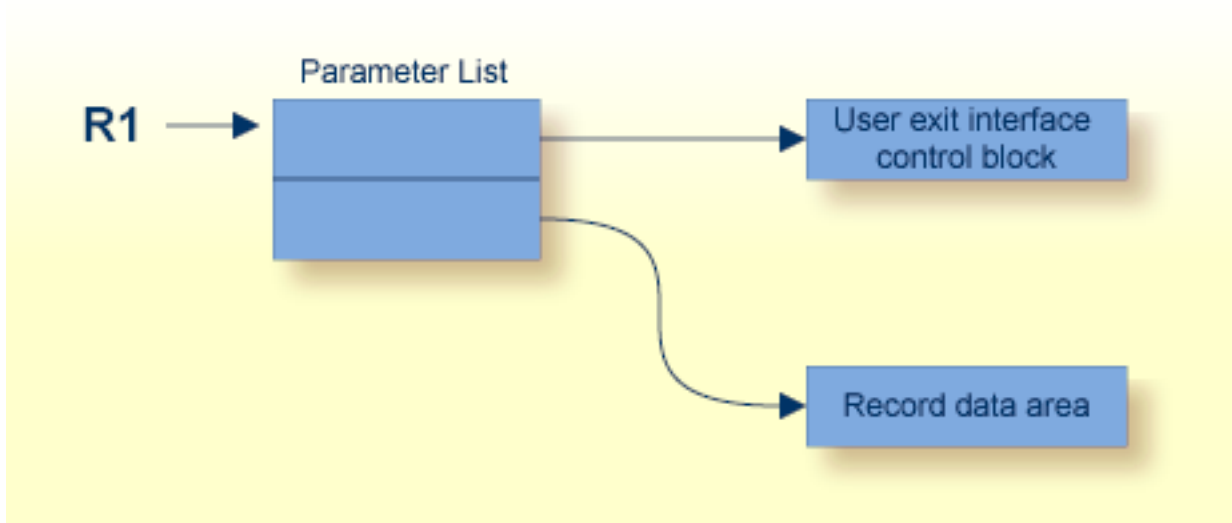 Parameter List
R1
User exit interface
control block
Record data area